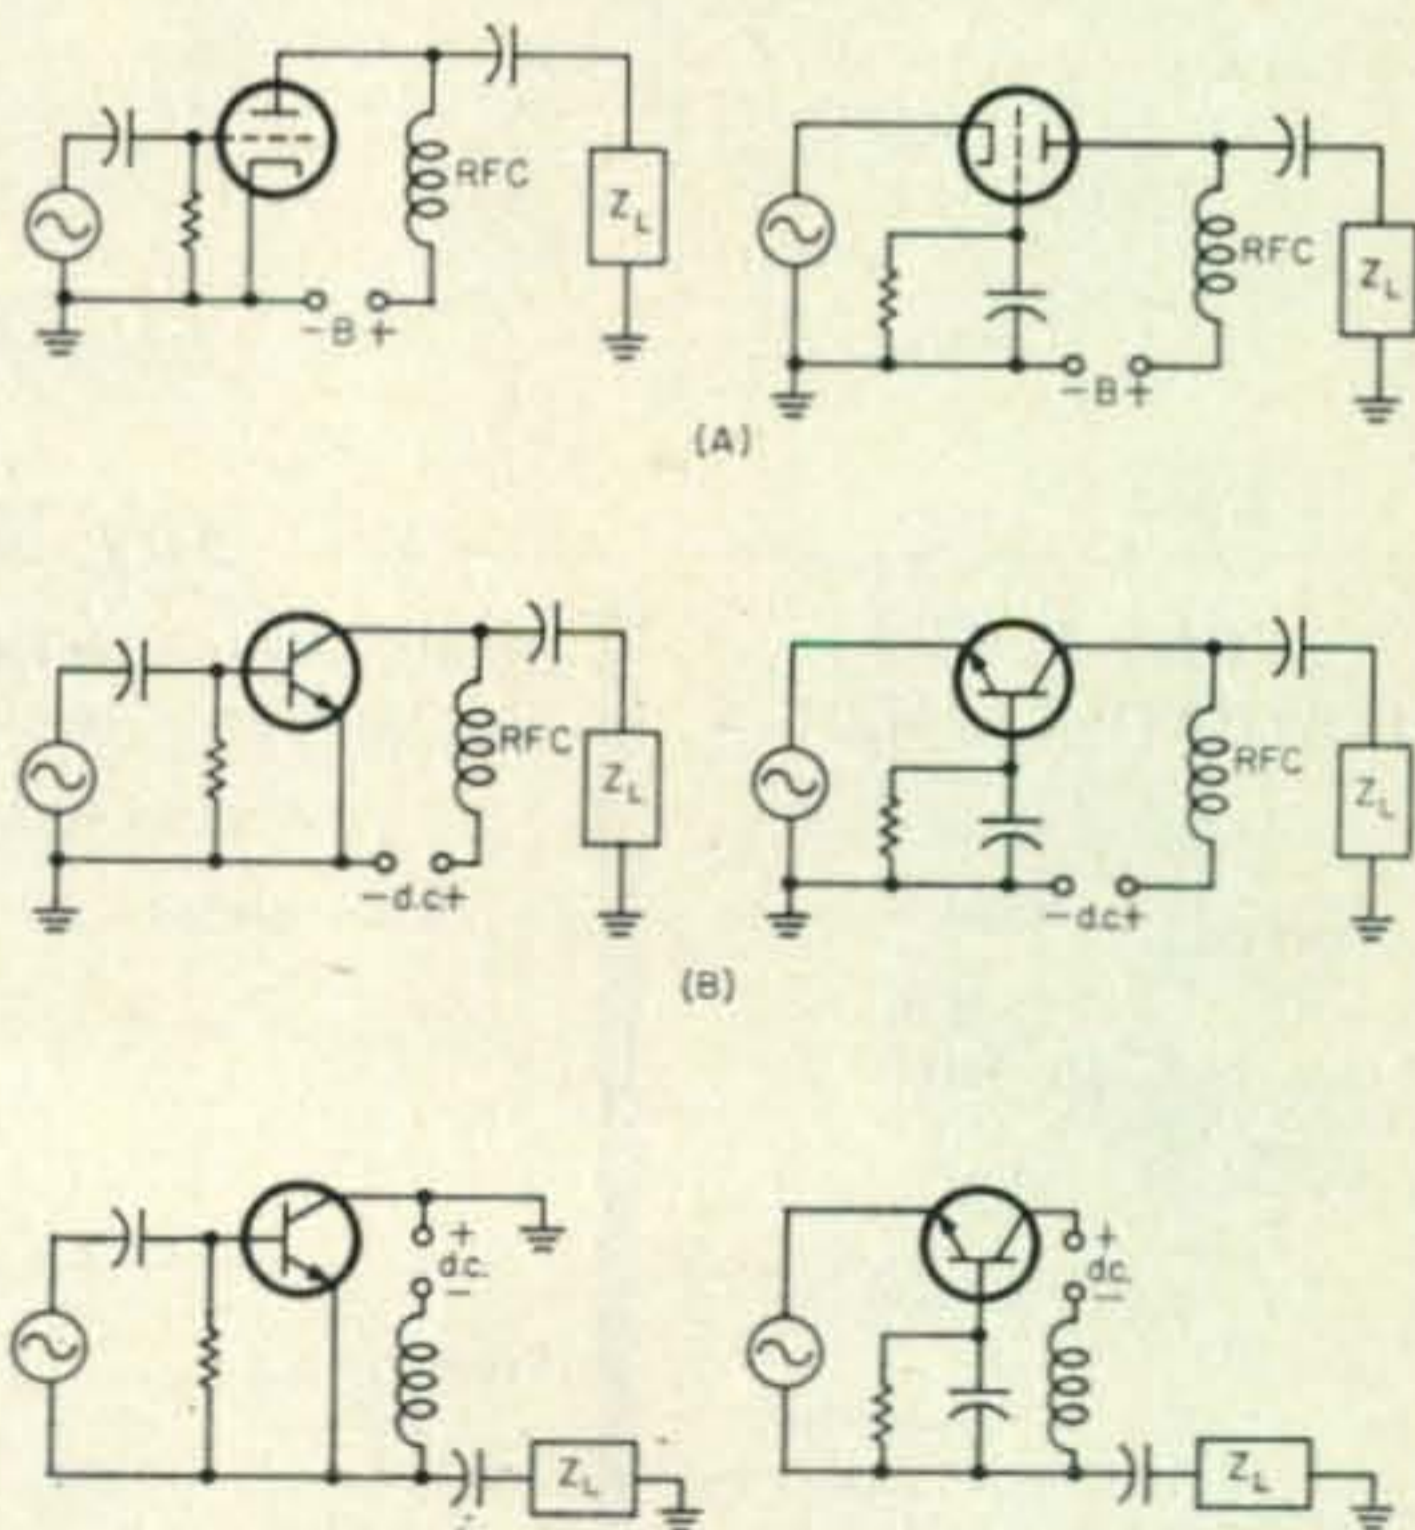 RFC
Z_L
RFC
Z_L
-B+
-B+
(A)
RFC
Z_L
RFC
Z_L
-d.c.+
-d.c.+
(B)
+
d.c.
-
+
d.c.
-
Z_L
Z_L